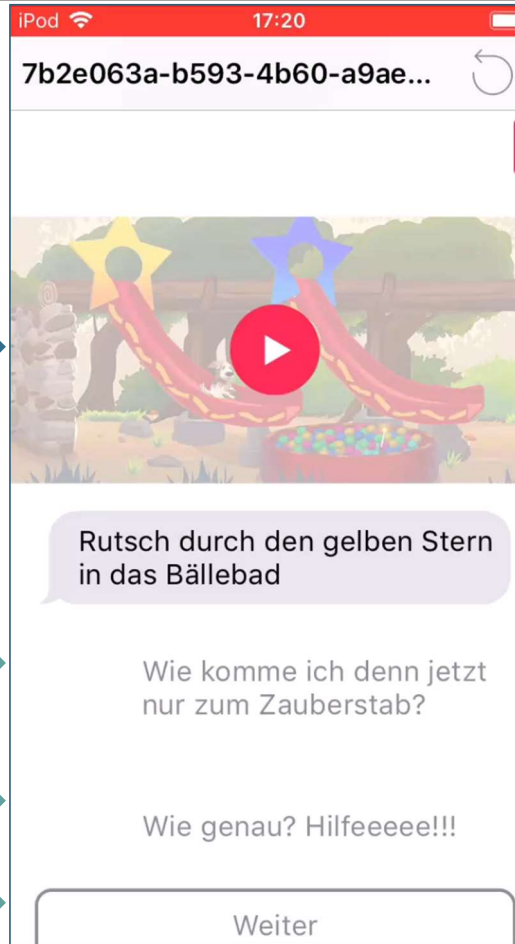 iPod 17:20
7b2e063a-b593-4b60-a9ae...
Rutsch durch den gelben Stern
in das Bällebad
Wie komme ich denn jetzt
nur zum Zauberstab?
Wie genau? Hilfeeeee!!!
Weiter